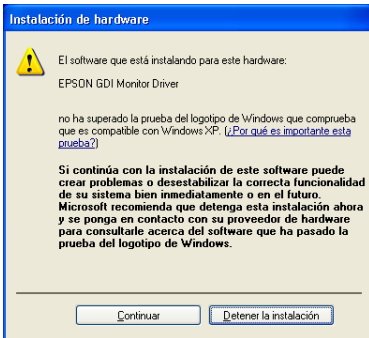 Instalación de hardware
El software que está instalando para este hardware:
EPSON GDI Monitor Driver
no ha superado la prueba del logotipo de Windows que comprueba
que es compatible con Windows XP. (¿Por qué es importante esta
prueba?)
Si continúa con la instalación de este software puede
crear problemas o desestabilizar la correcta funcionalidad
de su sistema bien inmediatamente o en el futuro.
Microsoft recomienda que detenga esta instalación ahora
y se ponga en contacto con su proveedor de hardware
para consultarle acerca del software que ha pasado la
prueba del logotipo de Windows.
Continuar
Detener la instalación